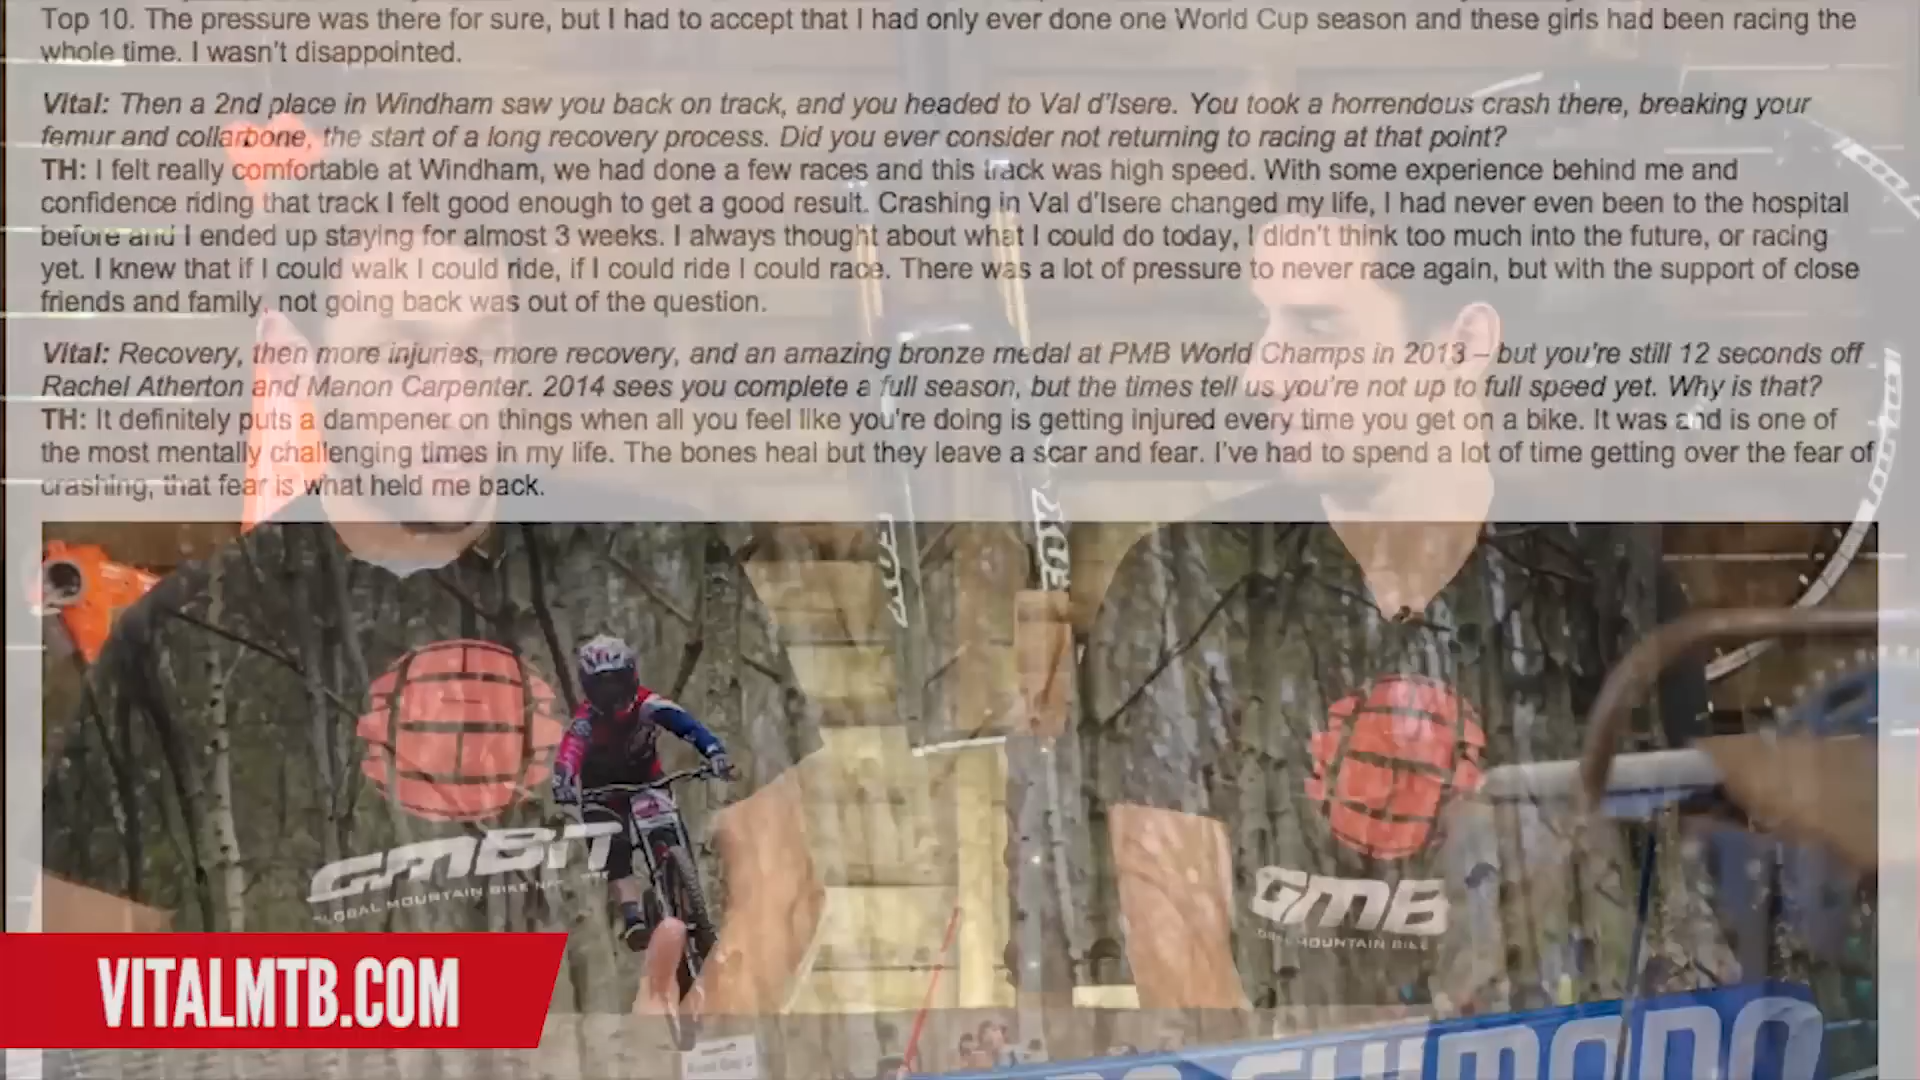 Top 10. The pressure was there for sure, but I had to accept that I had only ever done one World Cup season and these girls had been racing the
whole time. I wasn't disappointed.
Vital: Then a 2nd place in Windham saw you back on track, and you headed to Val d'Isere. You took a horrendous crash there, breaking your
femur and collarbone, the start of a long recovery process. Did you ever consider not returning to racing at that point?
TH: I felt really comfortable at Windham, we had done a few races and this track was high speed. With some experience behind me and
confidence riding that track I felt good enough to get a good result. Crashing in Val d'Isere changed my life, I had never even been to the hospital
before and I ended up staying for almost 3 weeks. I always thought about what I could do today, I didn't think too much into the future, or racing
yet. I knew that if I could walk I could ride, if I could ride I could race. There was a lot of pressure to never race again, but with the support of close
friends and family, not going back was out of the question.
Vital: Recovery, then more injuries, more recovery, and an amazing bronze medal at PMB World Champs in 2013 – but you're still 12 seconds off
Rachel Atherton and Manon Carpenter. 2014 sees you complete a full season, but the times tell us you're not up to full speed yet. Why is that?
TH: It definitely puts a dampener on things when all you feel like you're doing is getting injured every time you get on a bike. It was and is one of
the most mentally challenging times in my life. The bones heal but they leave a scar and fear. I've had to spend a lot of time getting over the fear of
crashing, that fear is what held me back.
GMBN
GLOBAL MOUNTAIN BIKE
GMB
MOUNTAIN BIKE
VITALMTB.COM
SHIMANO